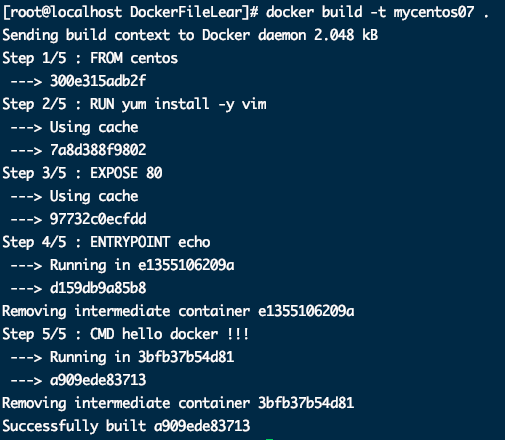 [root@localhost DockerFileLear]# docker build -t mycentos07 .
Sending build context to Docker daemon 2.048 kB
Step 1/5 : FROM centos
 ---> 300e315adb2f
Step 2/5 : RUN yum install -y vim
 ---> Using cache
 ---> 7a8d388f9802
Step 3/5 : EXPOSE 80
 ---> Using cache
 ---> 97732c0ecfdd
Step 4/5 : ENTRYPOINT echo
 ---> Running in e1355106209a
 ---> d159db9a85b8
Removing intermediate container e1355106209a
Step 5/5 : CMD hello docker !!!
 ---> Running in 3bfb37b54d81
 ---> a909ede83713
Removing intermediate container 3bfb37b54d81
Successfully built a909ede83713